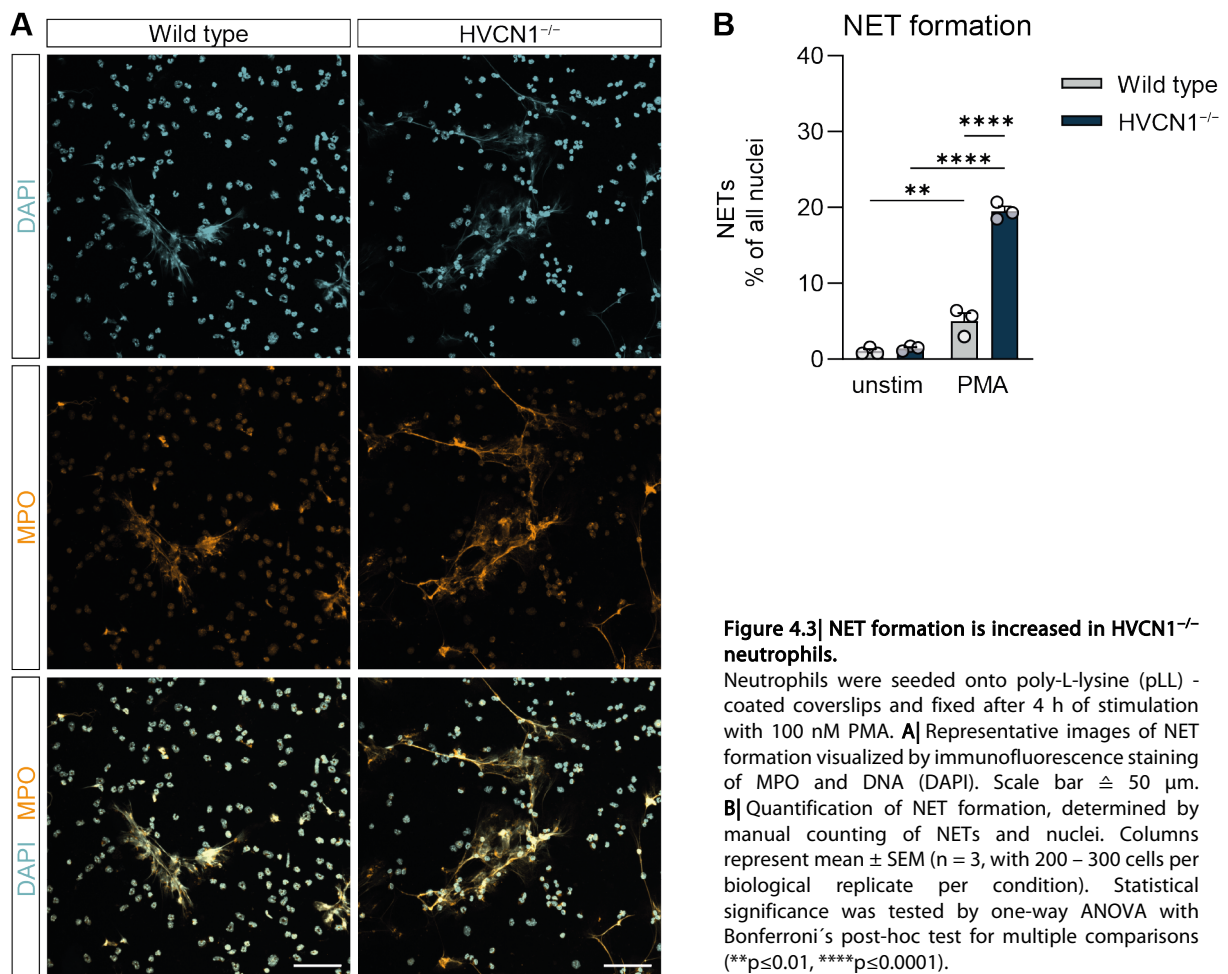 A
Wild type
HVCN1⁻/⁻
DAPI
MPO
DAPI MPO
B
NET formation
40
30
20
10
0
NETs
% of all nuclei
**
****
****
unstim
PMA
Wild type
HVCN1⁻/⁻
Figure 4.3| NET formation is increased in HVCN1⁻/⁻
neutrophils.
Neutrophils were seeded onto poly-L-lysine (pLL) -
coated coverslips and fixed after 4 h of stimulation
with 100 nM PMA. A| Representative images of NET
formation visualized by immunofluorescence staining
of MPO and DNA (DAPI). Scale bar ≙ 50 µm.
B| Quantification of NET formation, determined by
manual counting of NETs and nuclei. Columns
represent mean ± SEM (n = 3, with 200 – 300 cells per
biological replicate per condition). Statistical
significance was tested by one-way ANOVA with
Bonferroni´s post-hoc test for multiple comparisons
(**p≤0.01, ****p≤0.0001).